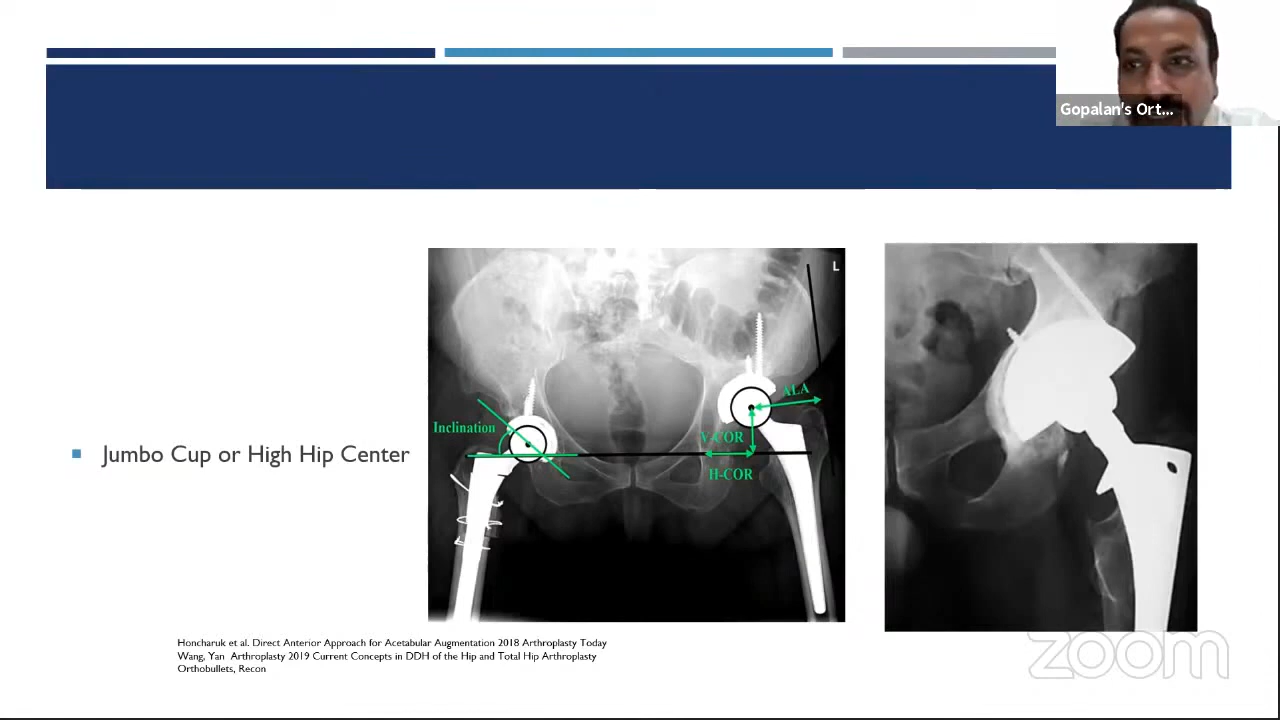 Gopalan's Ort...
Jumbo Cup or High Hip Center
L
ALA
Inclination
V-COR
H-COR
Honcharuk et al. Direct Anterior Approach for Acetabular Augmentation 2018 Arthroplasty Today
Wang, Yan Arthroplasty 2019 Current Concepts in DDH of the Hip and Total Hip Arthroplasty
Orthobullets, Recon
zoom